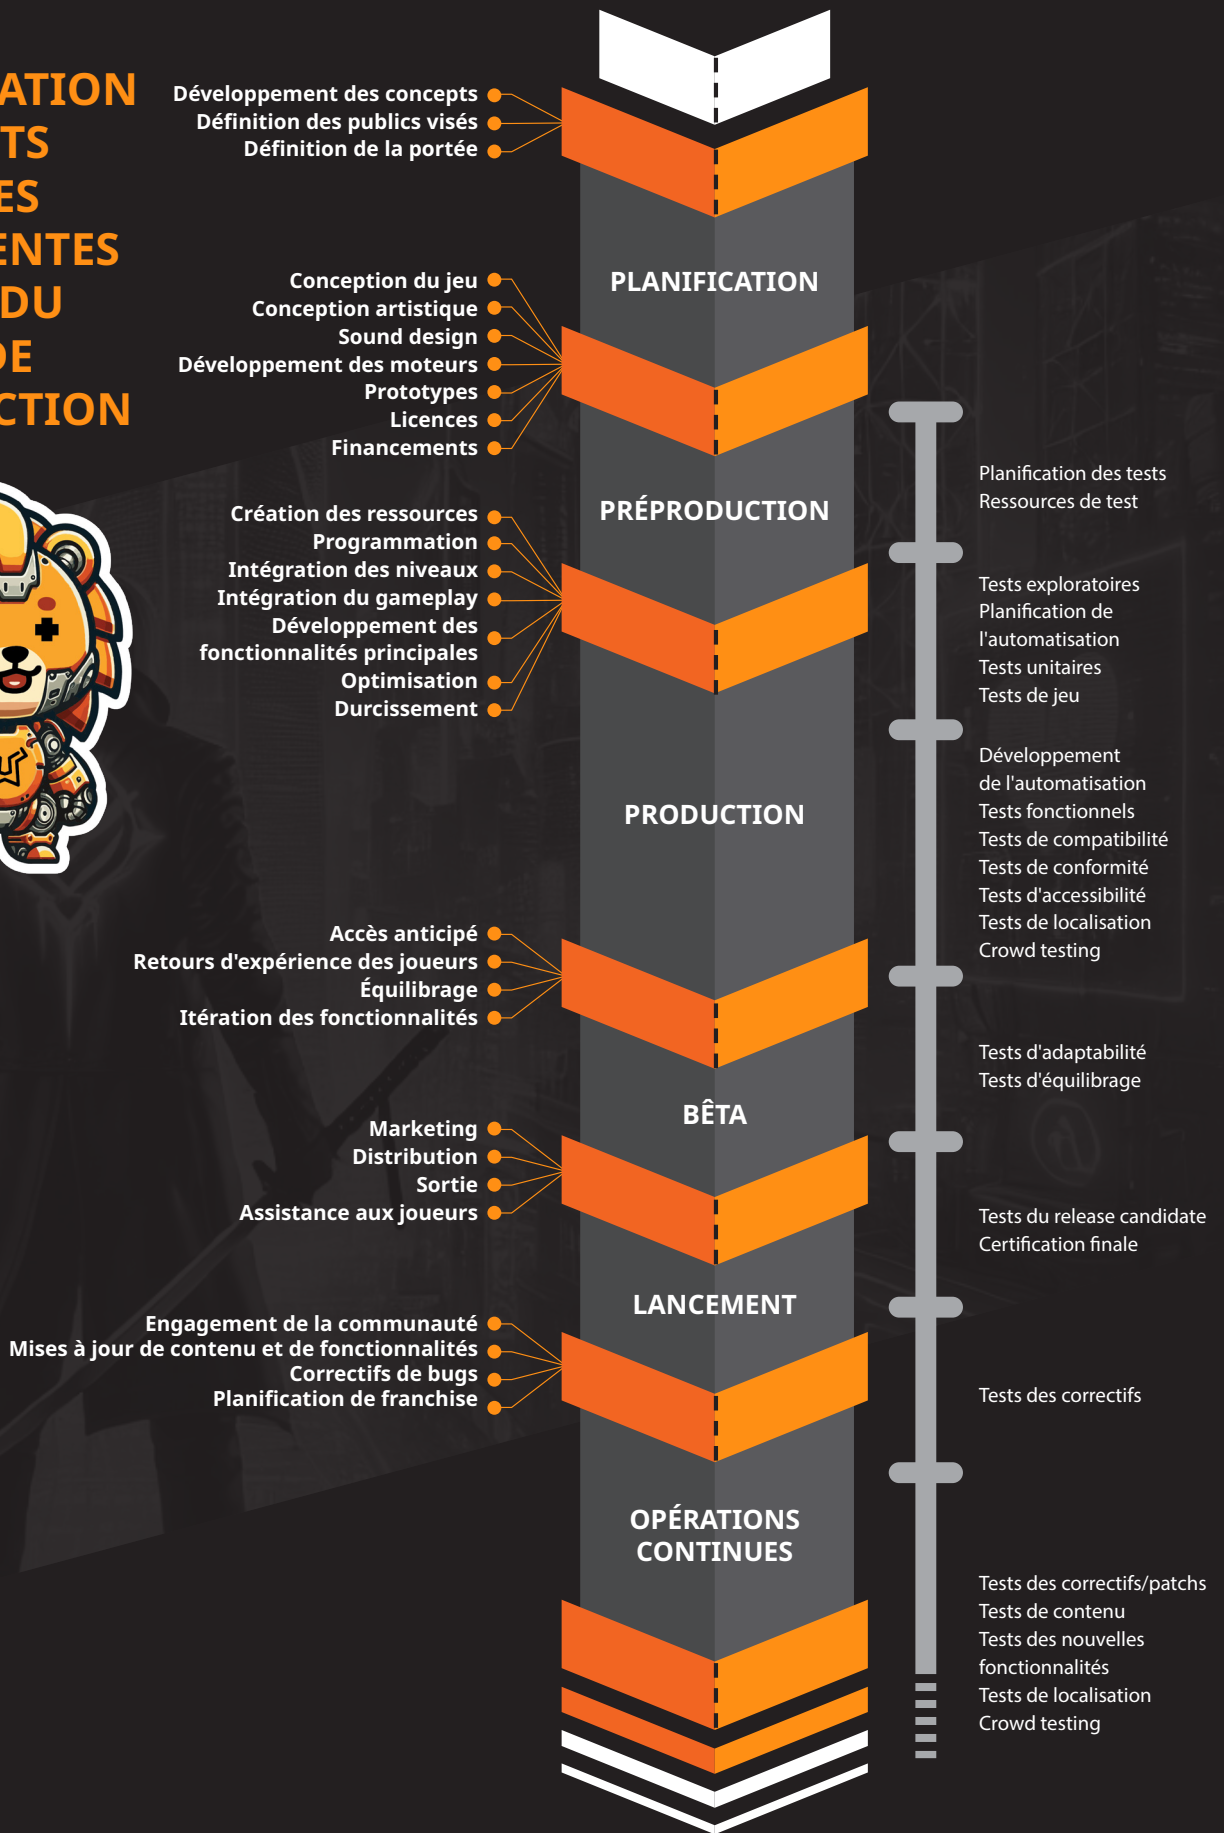 ATION
TS
ES
ENTES
DU
DE
CTION
Développement des concepts
Définition des publics visés
Définition de la portée
PLANIFICATION
Conception du jeu
Conception artistique
Sound design
Développement des moteurs
Prototypes
Licences
Financements
PRÉPRODUCTION
Planification des tests
Ressources de test
Création des ressources
Programmation
Intégration des niveaux
Intégration du gameplay
Développement des
fonctionnalités principales
Optimisation
Durcissement
Tests exploratoires
Planification de
l'automatisation
Tests unitaires
Tests de jeu
PRODUCTION
Développement
de l'automatisation
Tests fonctionnels
Tests de compatibilité
Tests de conformité
Tests d'accessibilité
Tests de localisation
Crowd testing
Accès anticipé
Retours d'expérience des joueurs
Équilibrage
Itération des fonctionnalités
BÊTA
Tests d'adaptabilité
Tests d'équilibrage
Marketing
Distribution
Sortie
Assistance aux joueurs
LANCEMENT
Tests du release candidate
Certification finale
Engagement de la communauté
Mises à jour de contenu et de fonctionnalités
Correctifs de bugs
Planification de franchise
Tests des correctifs
OPÉRATIONS
CONTINUES
Tests des correctifs/patchs
Tests de contenu
Tests des nouvelles
fonctionnalités
Tests de localisation
Crowd testing